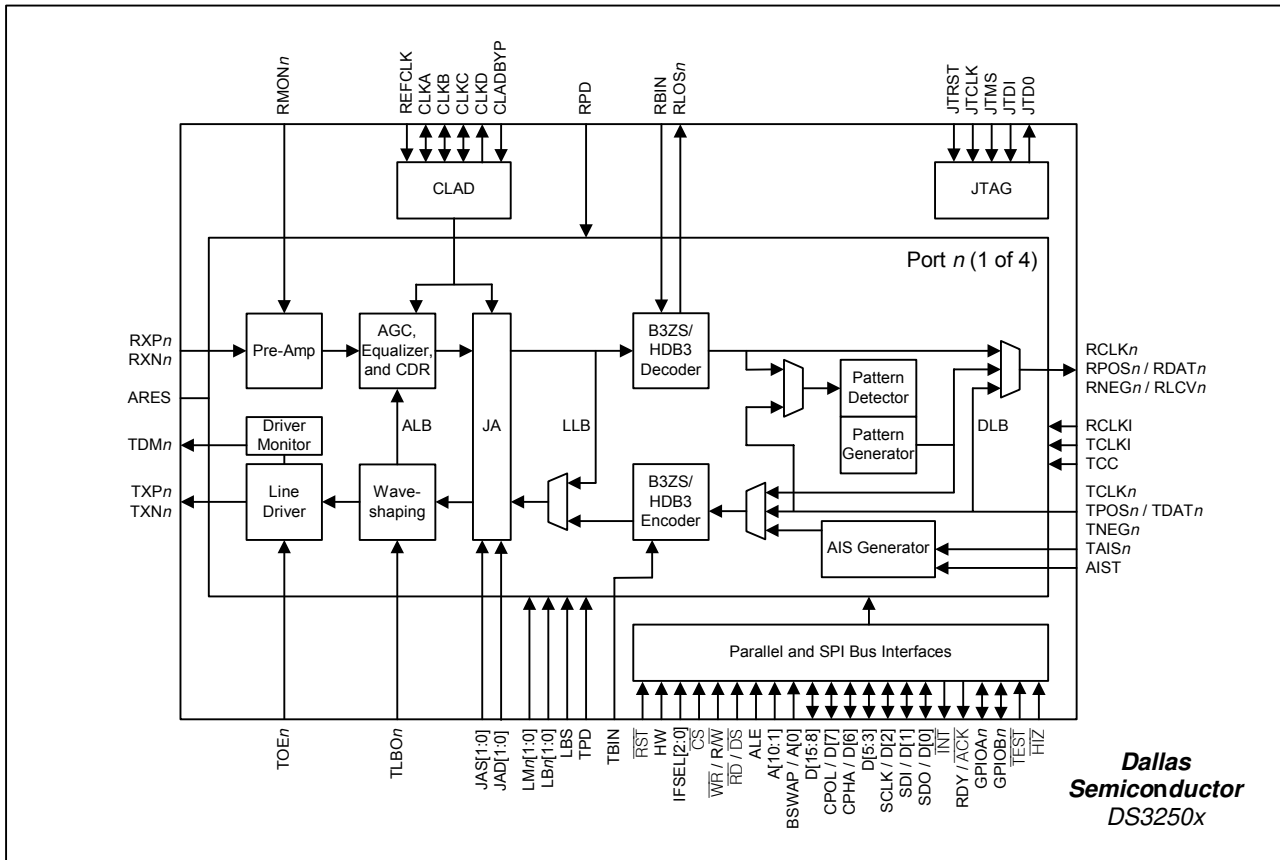 RMONn
REFCLK
CLKA
CLKB
CLKC
CLKD
CLADBYP
RPD
RBIN
RLOSn
JTRST
JTCLK
JTMS
JTDI
JTD0
CLAD
JTAG
Port n (1 of 4)
RXPn
RXNn
ARES
TDMn
TXPn
TXNn
Pre-Amp
AGC,
Equalizer,
and CDR
JA
B3ZS/
HDB3
Decoder
Pattern
Detector
Pattern
Generator
ALB
LLB
DLB
Driver
Monitor
Line
Driver
Wave-
shaping
B3ZS/
HDB3
Encoder
AIS Generator
RCLKn
RPOSn / RDATn
RNEGn / RLCVn
RCLKI
TCLKI
TCC
TCLKn
TPOSn / TDATn
TNEGn
TAISn
AIST
Parallel and SPI Bus Interfaces
TOEn
TLBOn
JAS[1:0]
JAD[1:0]
LMn[1:0]
LBn[1:0]
LBS
TPD
TBIN
RST
HW
IFSEL[2:0]
CS
WR / R/W
RD / DS
ALE
A[10:1]
BSWAP / A[0]
D[15:8]
CPOL / D[7]
CPHA / D[6]
D[5:3]
SCLK / D[2]
SDI / D[1]
SDO / D[0]
INT
RDY / ACK
GPIOAn
GPIOBn
TEST
HIZ
Dallas
Semiconductor
DS3250x